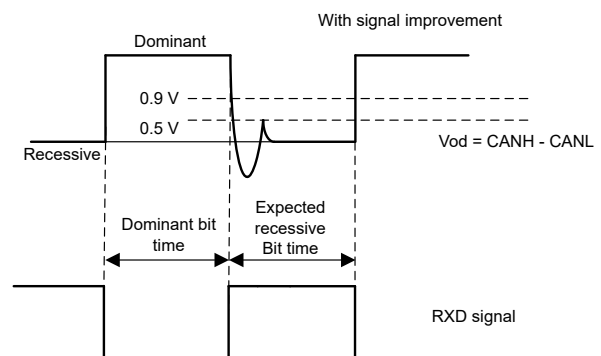 With signal improvement
Dominant
0.9 V
0.5 V
Vod = CANH - CANL
Recessive
Dominant bit
time
Expected
recessive
Bit time
RXD signal